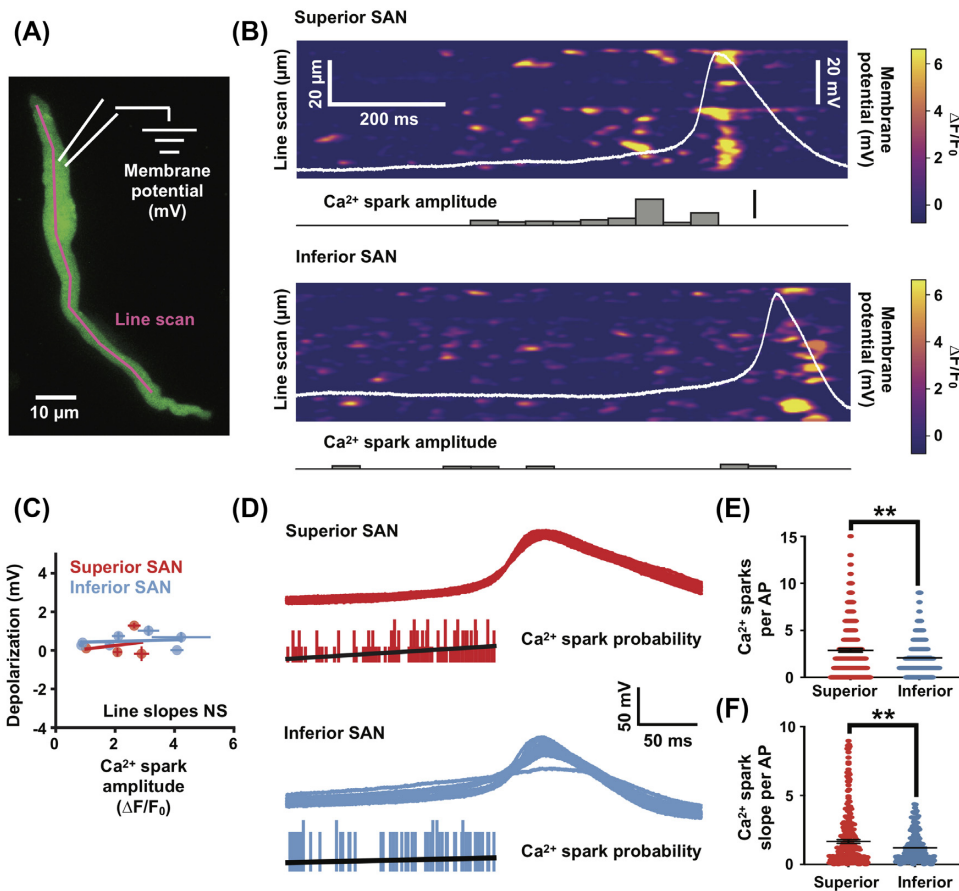 (A)
Membrane
potential
(mV)
Line scan
10 µm
(B)
Superior SAN
Line scan (µm)
20 µm
200 ms
20 mV
Membrane
potential (mV)
6
4
2
0
ΔF/F₀
Ca²⁺ spark amplitude
Inferior SAN
Line scan (µm)
Membrane
potential (mV)
6
4
2
0
ΔF/F₀
Ca²⁺ spark amplitude
(C)
Superior SAN
Inferior SAN
Depolarization (mV)
4
2
0
-2
-4
Line slopes NS
0 2 4 6
Ca²⁺ spark
amplitude
(ΔF/F₀)
(D)
Superior SAN
Ca²⁺ spark probability
50 mV
50 ms
Inferior SAN
Ca²⁺ spark probability
(E)
**
Ca²⁺ sparks
per AP
15
10
5
0
Superior Inferior
(F)
**
Ca²⁺ spark
slope per AP
10
5
0
Superior Inferior